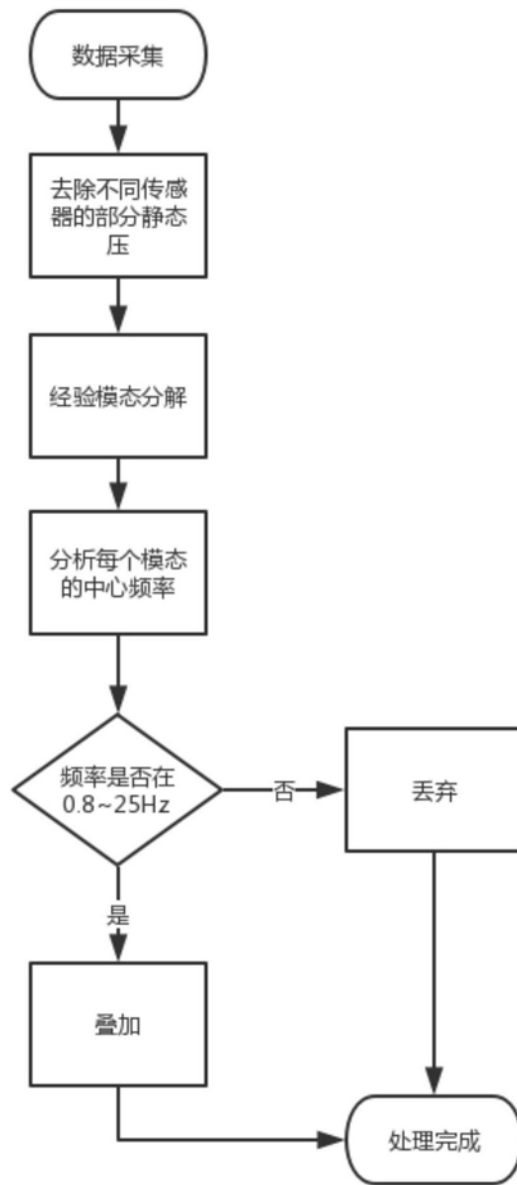 数据采集
去除不同传感
器的部分静态
压
经验模态分解
分析每个模态
的中心频率
频率是否在
0.8~25Hz
否
丢弃
是
叠加
处理完成